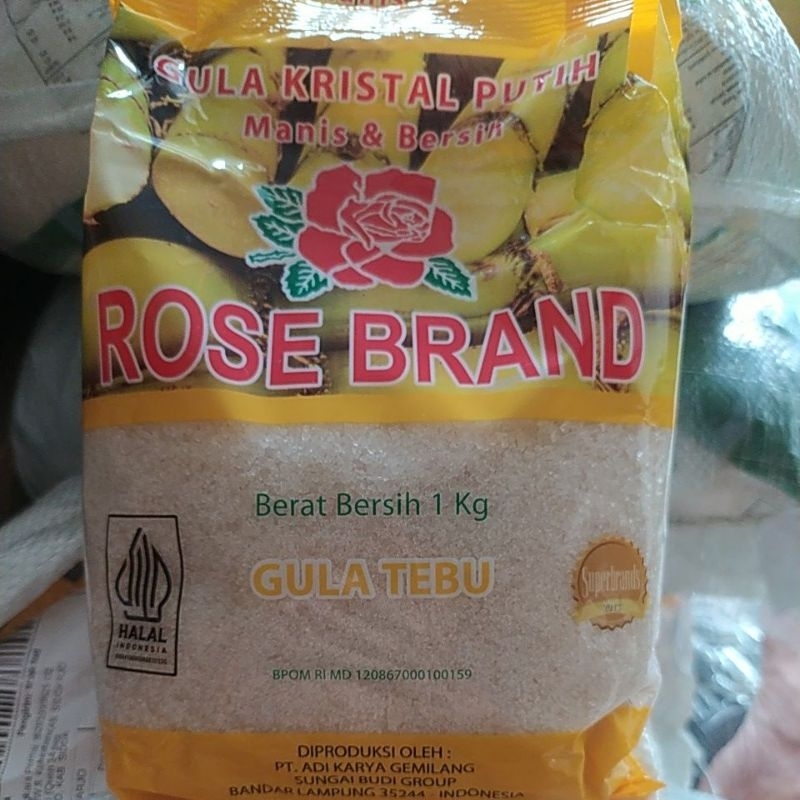 GULA KRISTAL PUTIH
Manis & Bersih
ROSE BRAND
Berat Bersih 1 Kg
GULA TEBU
Superbrands
HALAL
INDONESIA
BPOM RI MD 120867000100159
DIPRODUKSI OLEH :
PT. ADI KARYA GEMILANG
SUNGAI BUDI GROUP
BANDAR LAMPUNG 35244 - INDONESIA